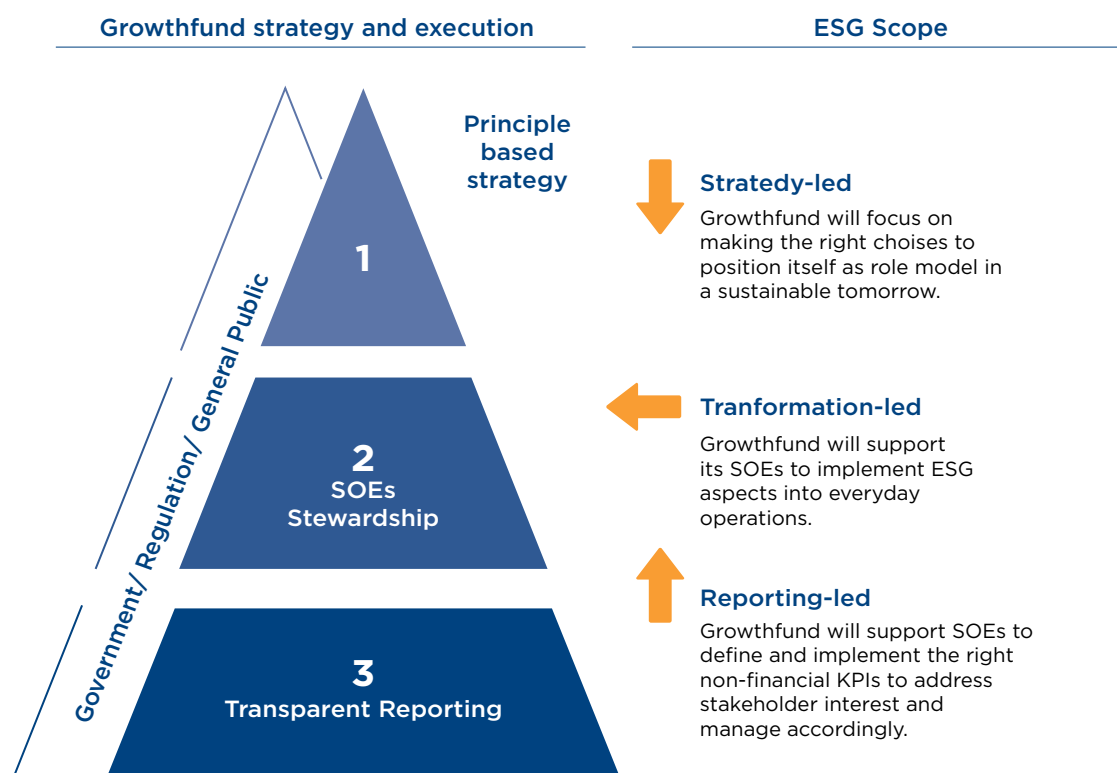 Growthfund strategy and execution
ESG Scope
Principle
based
strategy
Government/ Regulation/ General Public
1
2
SOEs
Stewardship
3
Transparent Reporting
Stratedy-led
Growthfund will focus on
making the right choises to
position itself as role model in
a sustainable tomorrow.
Tranformation-led
Growthfund will support
its SOEs to implement ESG
aspects into everyday
operations.
Reporting-led
Growthfund will support SOEs to
define and implement the right
non-financial KPIs to address
stakeholder interest and
manage accordingly.